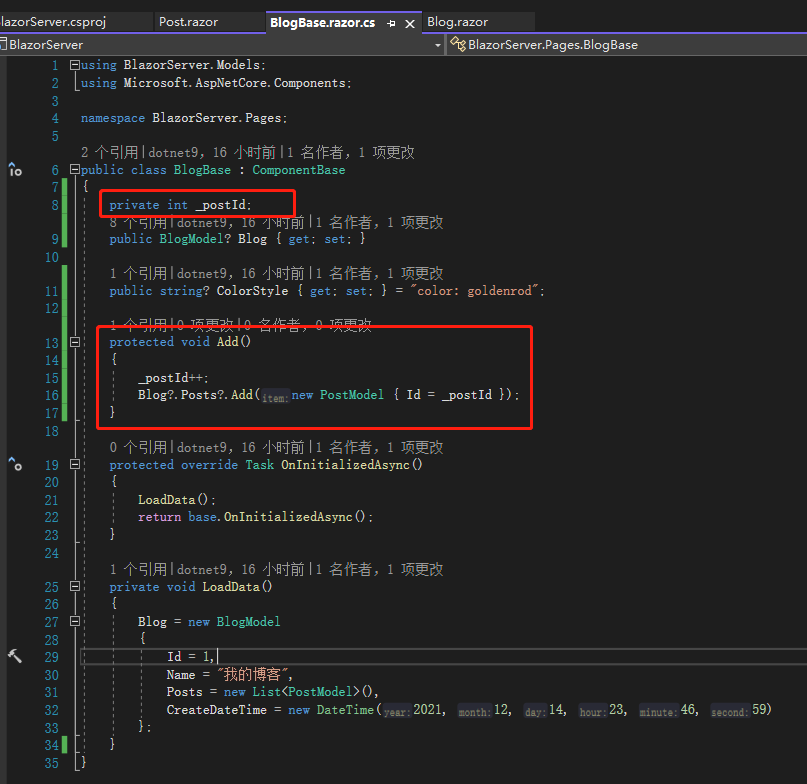 lazorServer.csproj Post.razor BlogBase.razor.cs Blog.razor
BlazorServer BlazorServer.Pages.BlogBase
1 using BlazorServer.Models;
2 using Microsoft.AspNetCore.Components;
3
4 namespace BlazorServer.Pages;
5
2 个引用|dotnet9，16 小时前|1 名作者，1 项更改
6 public class BlogBase : ComponentBase
7 {
8 private int _postId;
8 个引用|dotnet9，16 小时前|1 名作者，1 项更改
9 public BlogModel? Blog { get; set; }
10
1 个引用|dotnet9，16 小时前|1 名作者，1 项更改
11 public string? ColorStyle { get; set; } = "color: goldenrod";
12
1 个引用|0 项更改|0 名作者，0 项更改
13 protected void Add()
14 {
15 _postId++;
16 Blog?.Posts?.Add(item: new PostModel { Id = _postId });
17 }
18
0 个引用|dotnet9，16 小时前|1 名作者，1 项更改
19 protected override Task OnInitializedAsync()
20 {
21 LoadData();
22 return base.OnInitializedAsync();
23 }
24
1 个引用|dotnet9，16 小时前|1 名作者，1 项更改
25 private void LoadData()
26 {
27 Blog = new BlogModel
28 {
29 Id = 1,
30 Name = "我的博客",
31 Posts = new List<PostModel>(),
32 CreateDateTime = new DateTime(year: 2021, month: 12, day: 14, hour: 23, minute: 46, second: 59)
33 };
34 }
35 }